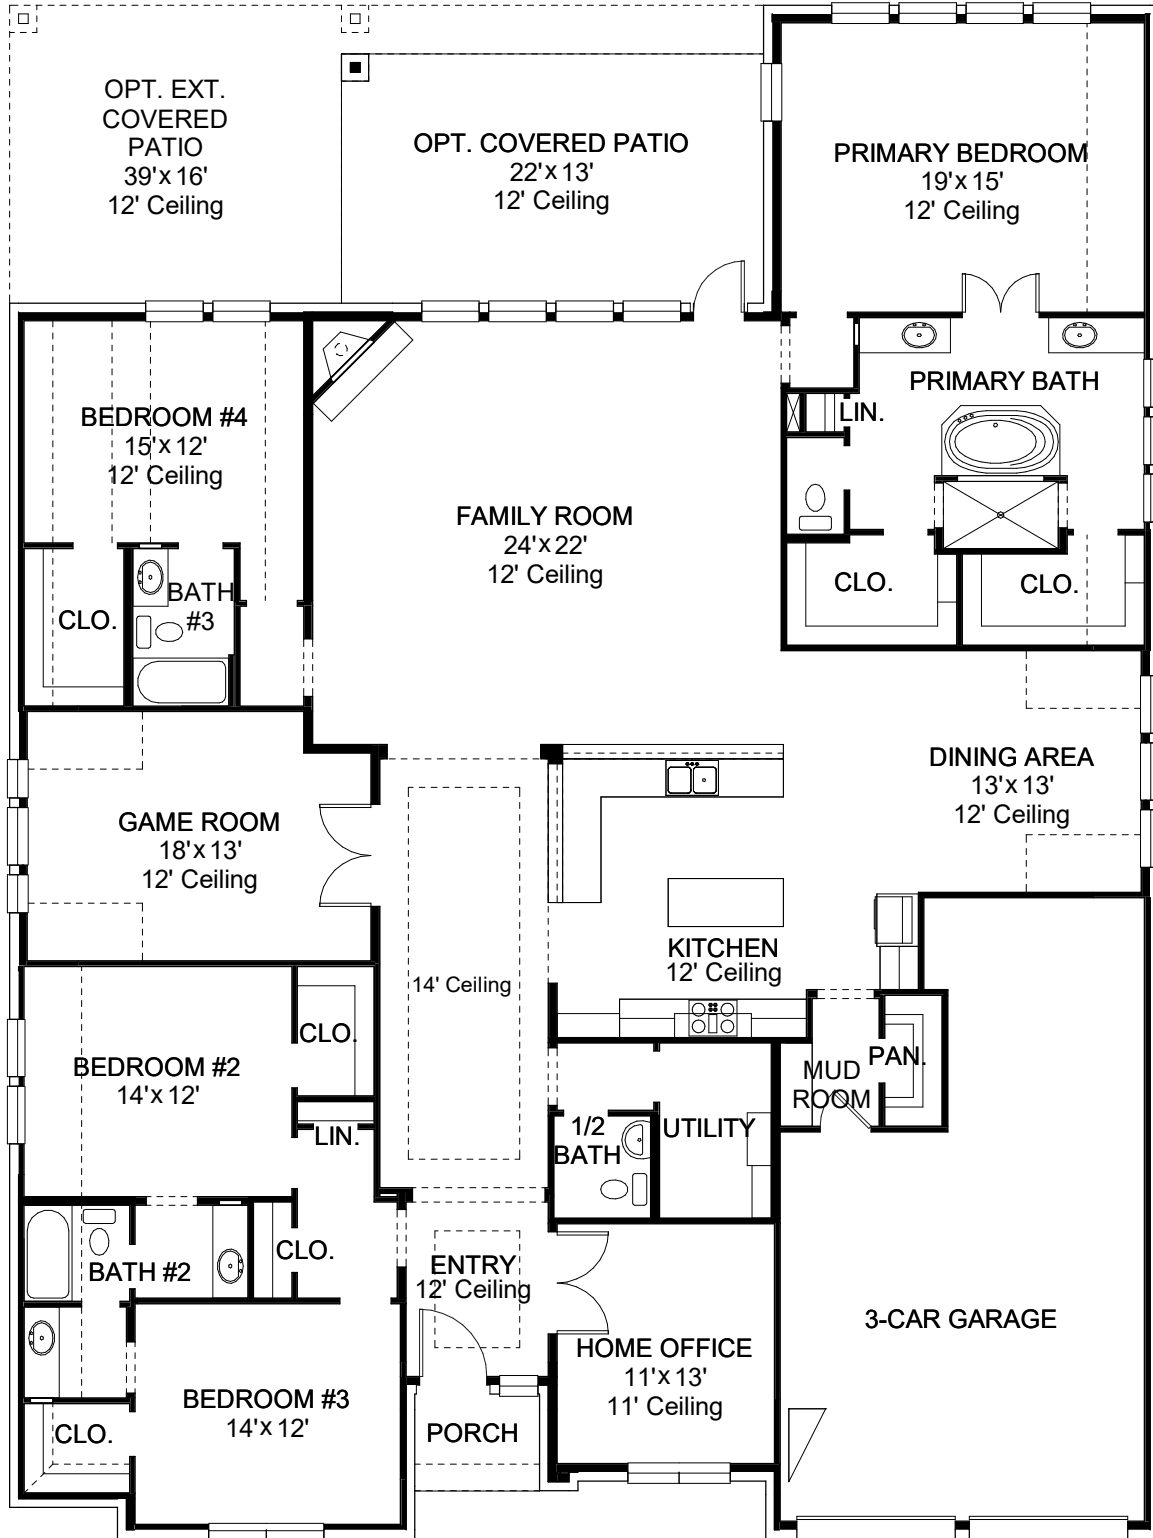 OPT. EXT.
COVERED
PATIO
39'x 16'
12' Ceiling
OPT. COVERED PATIO
22'x 13'
12' Ceiling
PRIMARY BEDROOM
19'x 15'
12' Ceiling
PRIMARY BATH
LIN.
BEDROOM #4
15'x 12'
12' Ceiling
FAMILY ROOM
24'x 22'
12' Ceiling
CLO.
CLO.
BATH
#3
CLO.
DINING AREA
13'x 13'
12' Ceiling
GAME ROOM
18'x 13'
12' Ceiling
KITCHEN
12' Ceiling
14' Ceiling
CLO.
BEDROOM #2
14'x 12'
PAN.
MUD
ROOM
LIN.
1/2
BATH
UTILITY
CLO.
BATH #2
ENTRY
12' Ceiling
3-CAR GARAGE
HOME OFFICE
11'x 13'
11' Ceiling
BEDROOM #3
14'x 12'
CLO.
PORCH